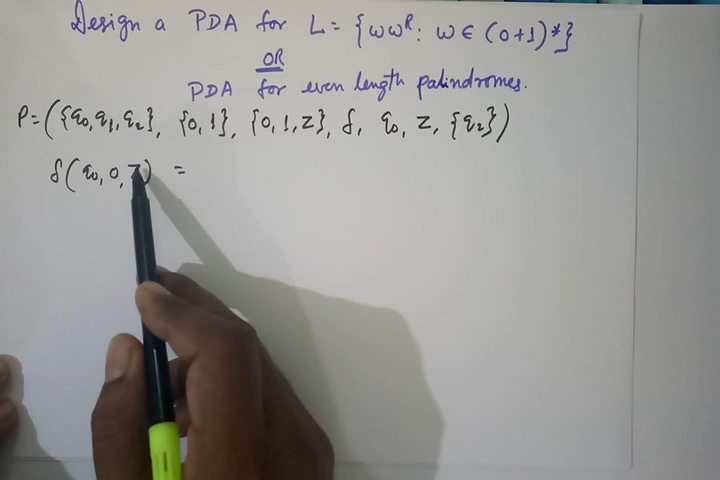 Design a PDA for L = {ωω^R : ω ∈ (0+1)*}
OR
PDA for even length palindromes.
P = ({q0, q1, q2}, {0, 1}, {0, 1, Z}, δ, q0, Z, {q2})
δ(q0, 0, Z) =